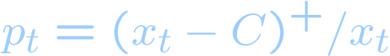 p_t = (x_t − C)^+/x_t